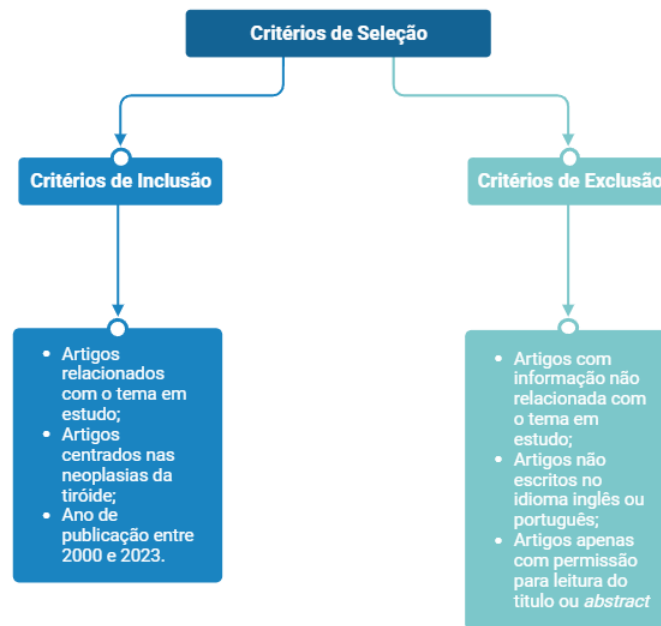 Critérios de Seleção
Critérios de Inclusão
Critérios de Exclusão
• Artigos
relacionados
com o tema em
estudo;
• Artigos
centrados nas
neoplasias da
tiróide;
• Ano de
publicação entre
2000 e 2023.
• Artigos com
informação não
relacionada com
o tema em
estudo;
• Artigos não
escritos no
idioma inglês ou
português;
• Artigos apenas
com permissão
para leitura do
titulo ou abstract